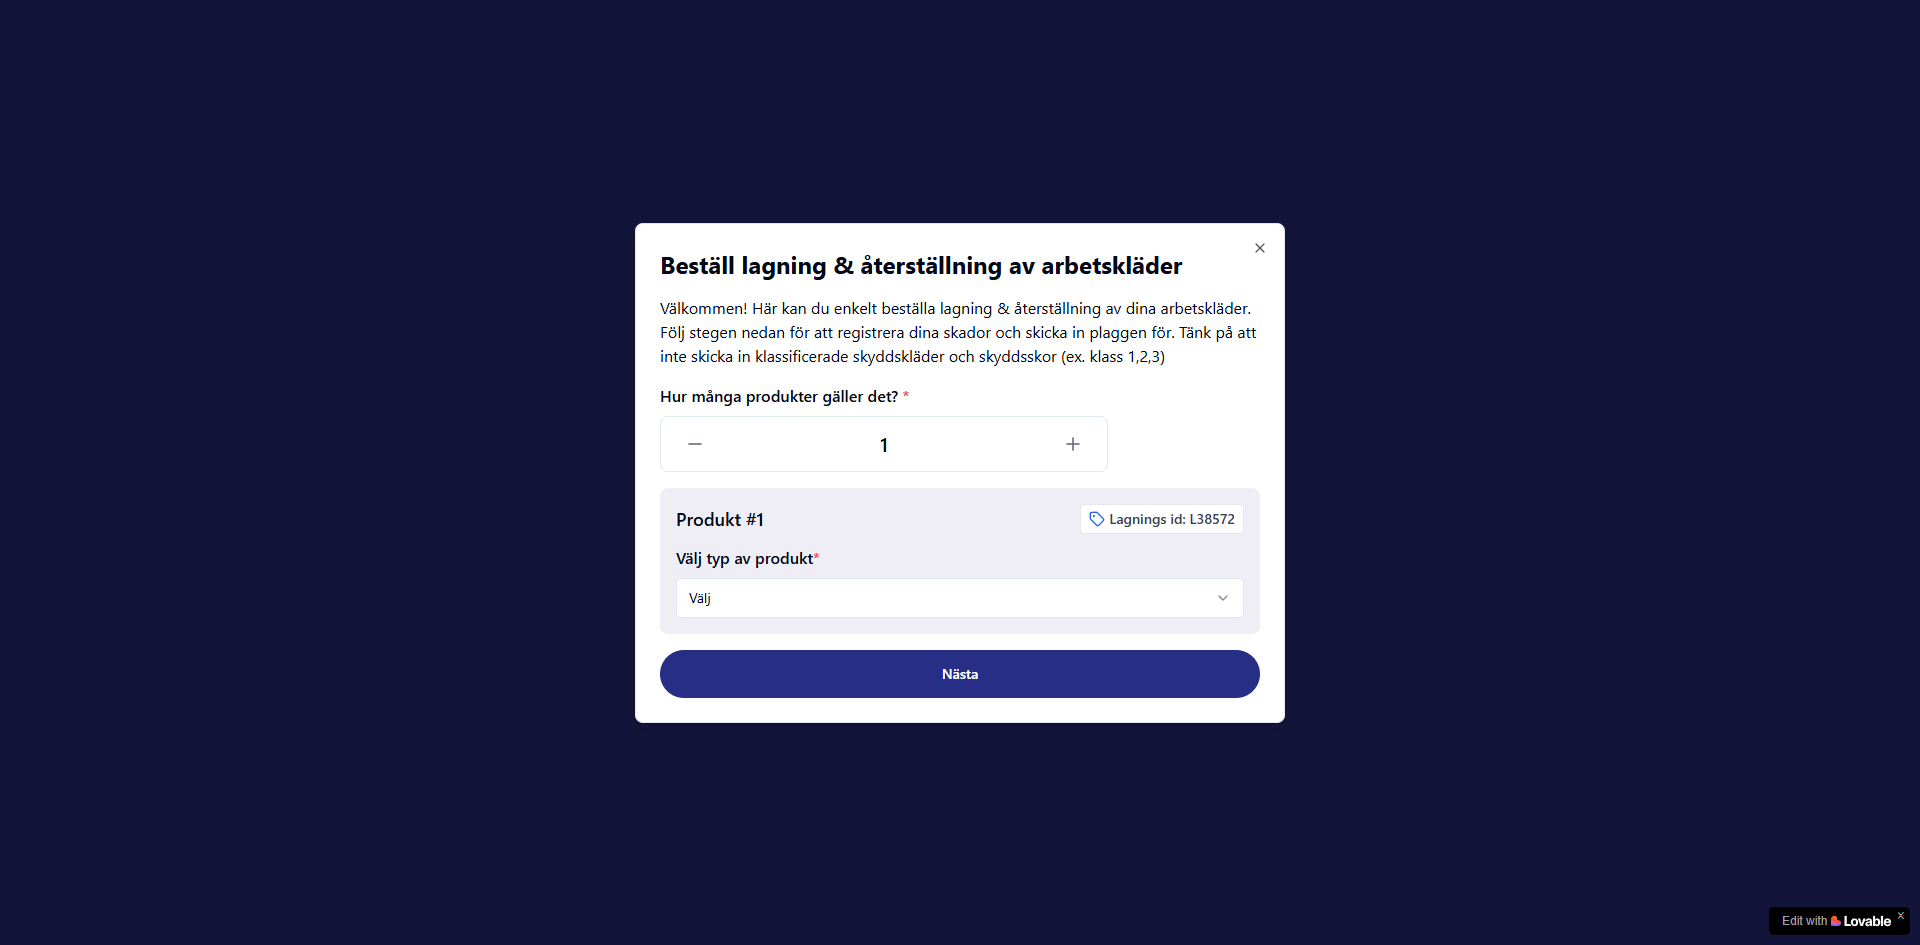 Beställ lagning & återställning av arbetskläder
Välkommen! Här kan du enkelt beställa lagning & återställning av dina arbetskläder.
Följ stegen nedan för att registrera dina skador och skicka in plaggen för. Tänk på att
inte skicka in klassificerade skyddskläder och skyddsskor (ex. klass 1,2,3)
Hur många produkter gäller det? *
1
Produkt #1
Lagnings id: L38572
Välj typ av produkt*
Välj
Nästa
Edit with Lovable